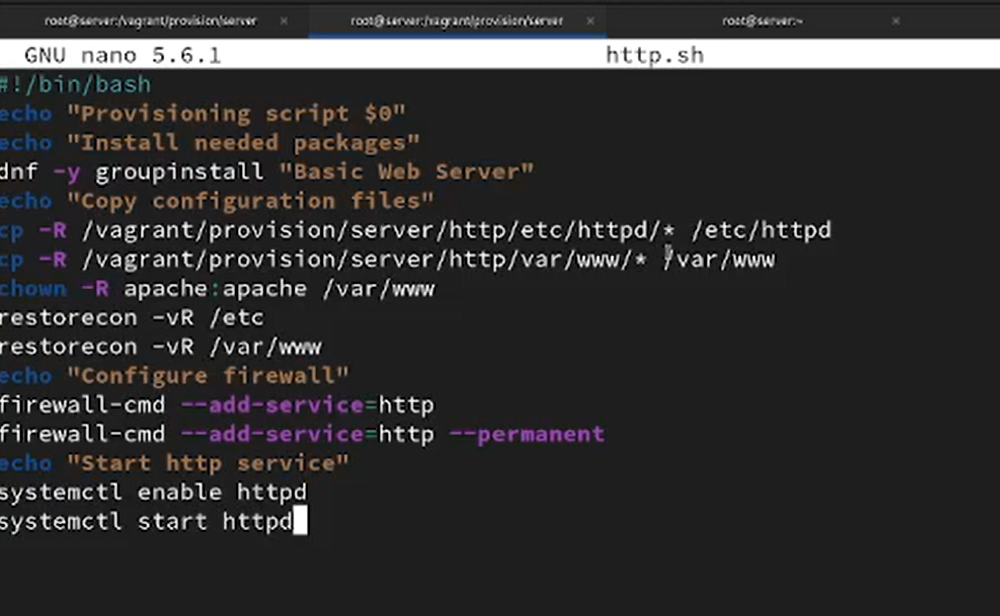 root@server:/vagrant/provision/server × root@server:/vagrant/provision/server × root@server:~ ×
GNU nano 5.6.1 http.sh
#!/bin/bash
echo "Provisioning script $0"
echo "Install needed packages"
dnf -y groupinstall "Basic Web Server"
echo "Copy configuration files"
cp -R /vagrant/provision/server/http/etc/httpd/* /etc/httpd
cp -R /vagrant/provision/server/http/var/www/* /var/www
chown -R apache:apache /var/www
restorecon -vR /etc
restorecon -vR /var/www
echo "Configure firewall"
firewall-cmd --add-service=http
firewall-cmd --add-service=http --permanent
echo "Start http service"
systemctl enable httpd
systemctl start httpd